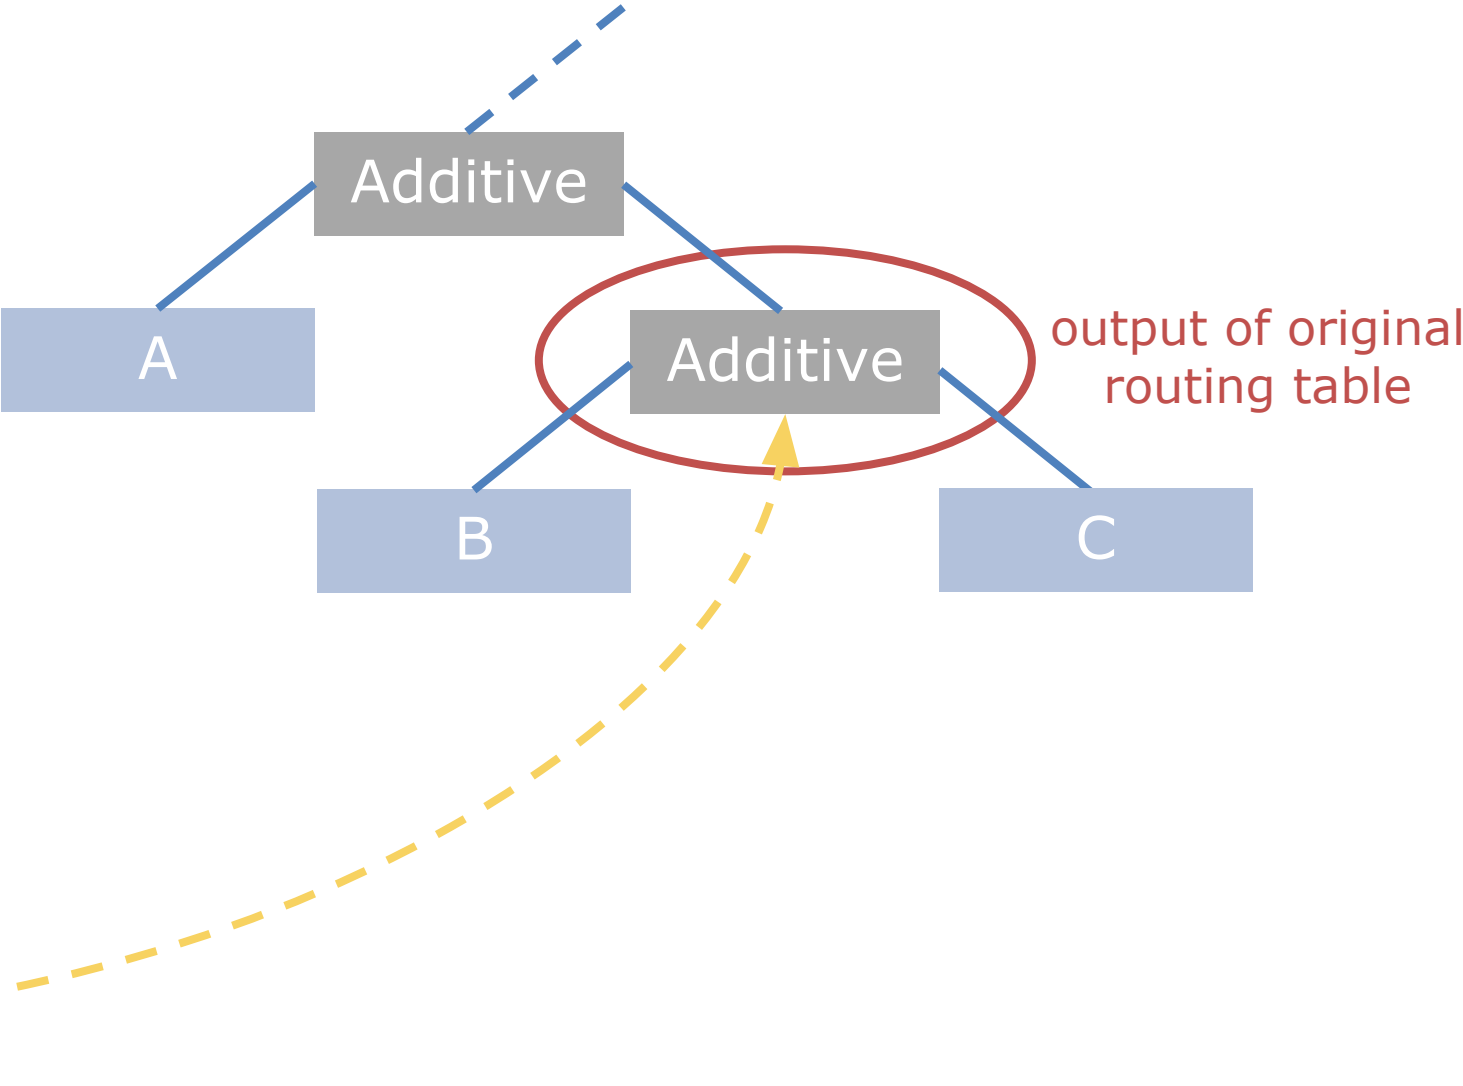 Additive
A
Additive
output of original
routing table
B
C